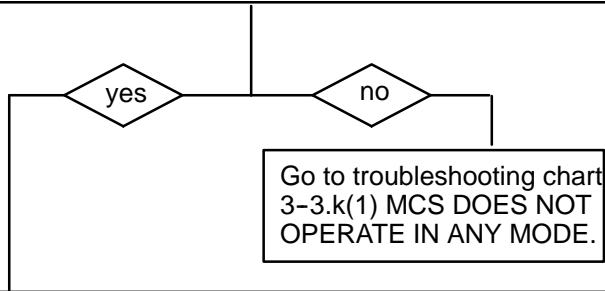 yes
no
Go to troubleshooting chart
3-3.k(1) MCS DOES NOT
OPERATE IN ANY MODE.